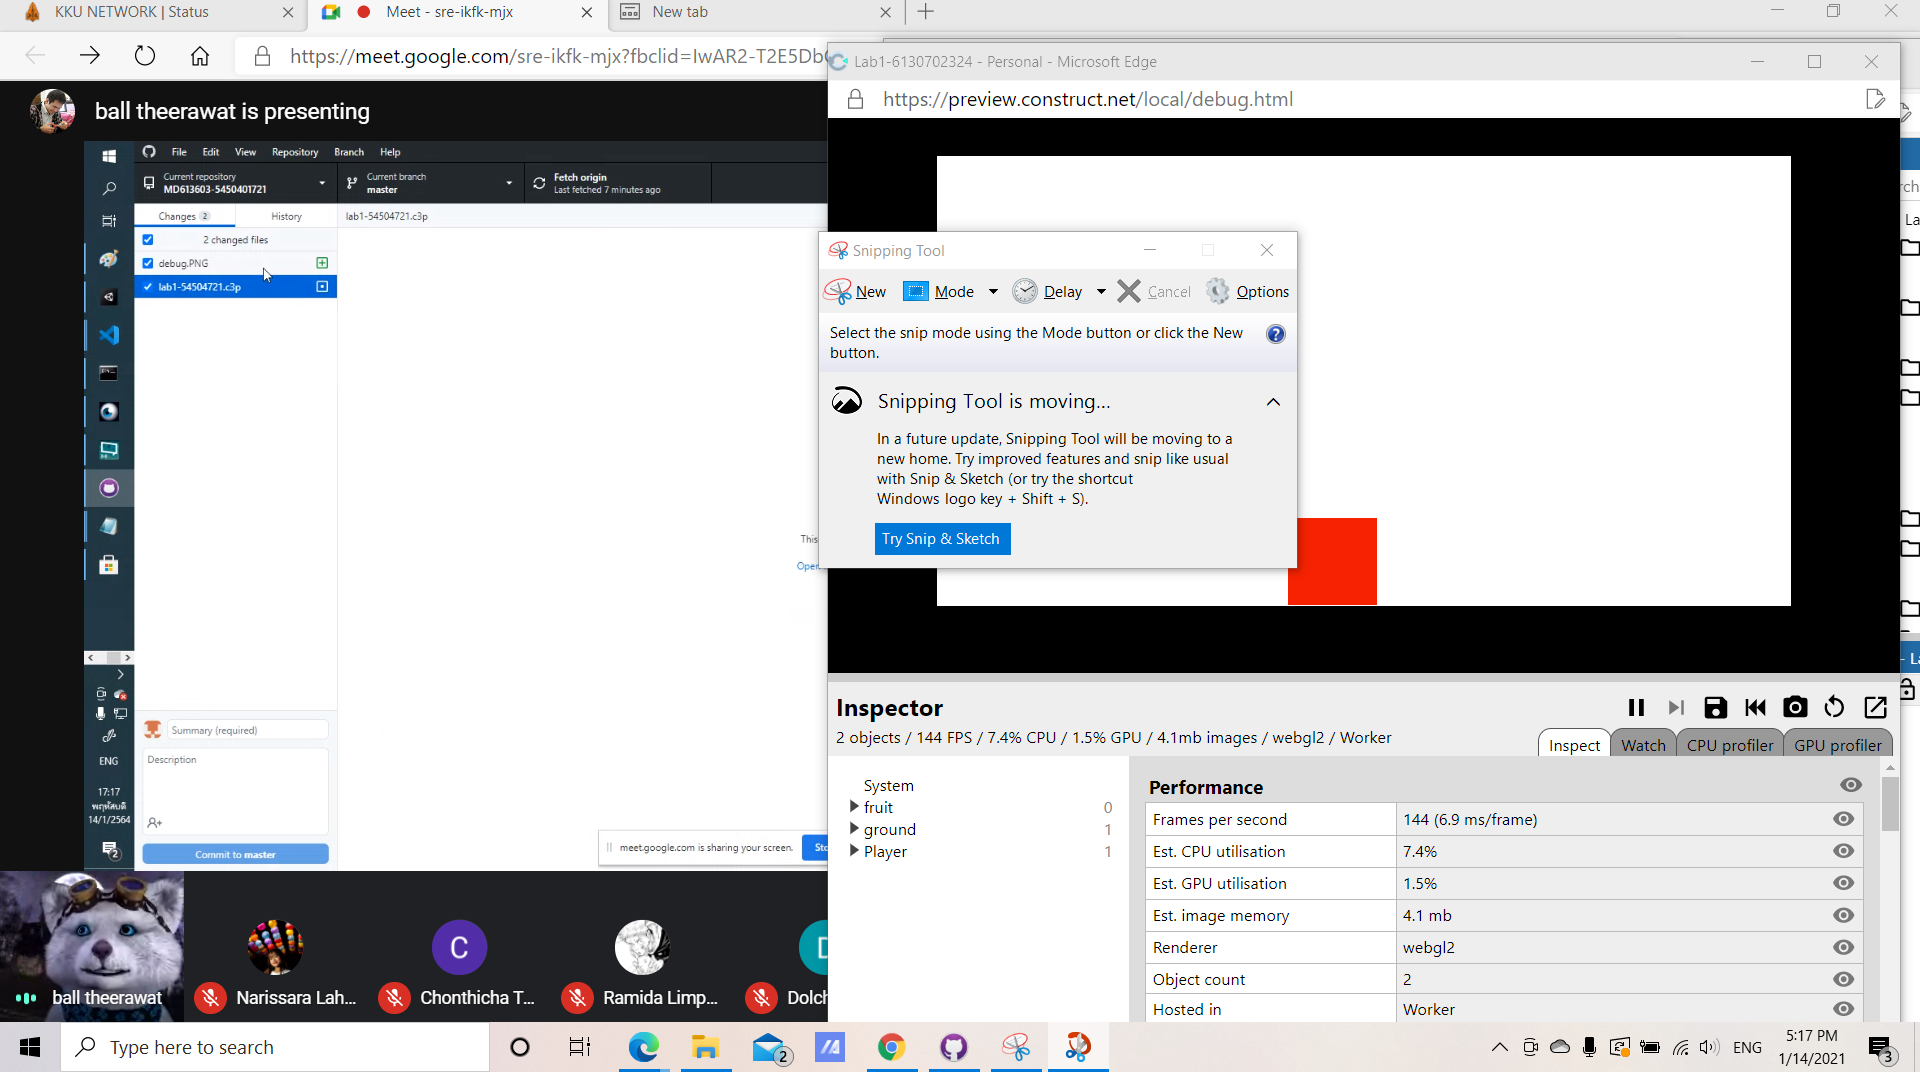 KKU NETWORK | Status
Meet - sre-ikfk-mjx
New tab
https://meet.google.com/sre-ikfk-mjx?fbclid=IwAR2-T2E5Db
ball theerawat is presenting
File Edit View Repository Branch Help
Current repository
MD613603-5450401721
Current branch
master
Fetch origin
Last fetched 7 minutes ago
Changes 2
History
lab1-54504721.c3p
2 changed files
debug.PNG
lab1-54504721.c3p
This
Open
Summary (required)
Description
Commit to master
ENG
17:17
พฤหัสบดี
14/1/2564
2
meet.google.com is sharing your screen.
Sto
ball theerawat
Narissara Lah...
C
Chonthicha T...
Ramida Limp...
Dolch
Lab1-6130702324 - Personal - Microsoft Edge
https://preview.construct.net/local/debug.html
Snipping Tool
New
Mode
Delay
Cancel
Options
Select the snip mode using the Mode button or click the New
button.
Snipping Tool is moving...
In a future update, Snipping Tool will be moving to a
new home. Try improved features and snip like usual
with Snip & Sketch (or try the shortcut
Windows logo key + Shift + S).
Try Snip & Sketch
Inspector
2 objects / 144 FPS / 7.4% CPU / 1.5% GPU / 4.1mb images / webgl2 / Worker
Inspect
Watch
CPU profiler
GPU profiler
System
fruit 0
ground 1
Player 1
Performance
Frames per second 144 (6.9 ms/frame)
Est. CPU utilisation 7.4%
Est. GPU utilisation 1.5%
Est. image memory 4.1 mb
Renderer webgl2
Object count 2
Hosted in Worker
Type here to search
2
ENG
5:17 PM
1/14/2021
3